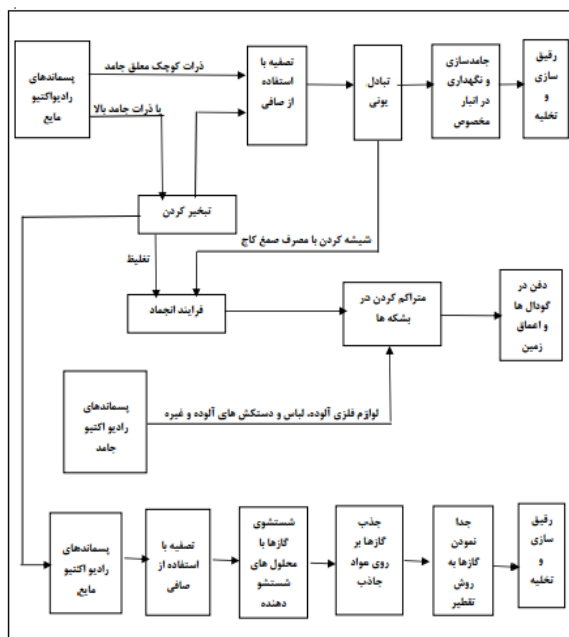 پسماندهای
رادیواکتیو
مایع
ذرات کوچک معلق جامد
با ذرات جامد بالا
تصفیه با
استفاده
از صافی
تبادل
یونی
جامدسازی
و نگهداری
در انبار
مخصوص
رقیق
سازی
و
تخلیه
تبخیر کردن
تغلیظ
شیشه کردن با مصرف صمغ کاج
فرایند انجماد
متراکم کردن در
بشکه ها
دفن در
گودال ها
و اعماق
زمین
پسماندهای
رادیو اکتیو
جامد
لوازم فلزی آلوده، لباس و دستکش های آلوده و غیره
پسماندهای
رادیو اکتیو
مایع
تصفیه با
استفاده از
صافی
شستشوی
گازها با
محلول های
شستشو
دهنده
جذب
گازها بر
روی مواد
جاذب
جدا
نمودن
گازها به
روش
تقطیر
رقیق
سازی
و
تخلیه